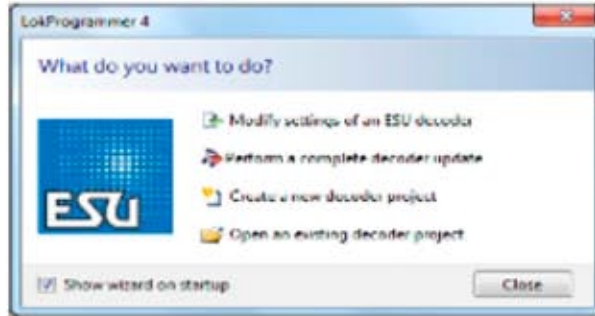 LokProgrammer 4
What do you want to do?
Modify settings of an ESU decoder
Perform a complete decoder update
Create a new decoder project
Open an existing decoder project
ESU
Show wizard on startup
Close